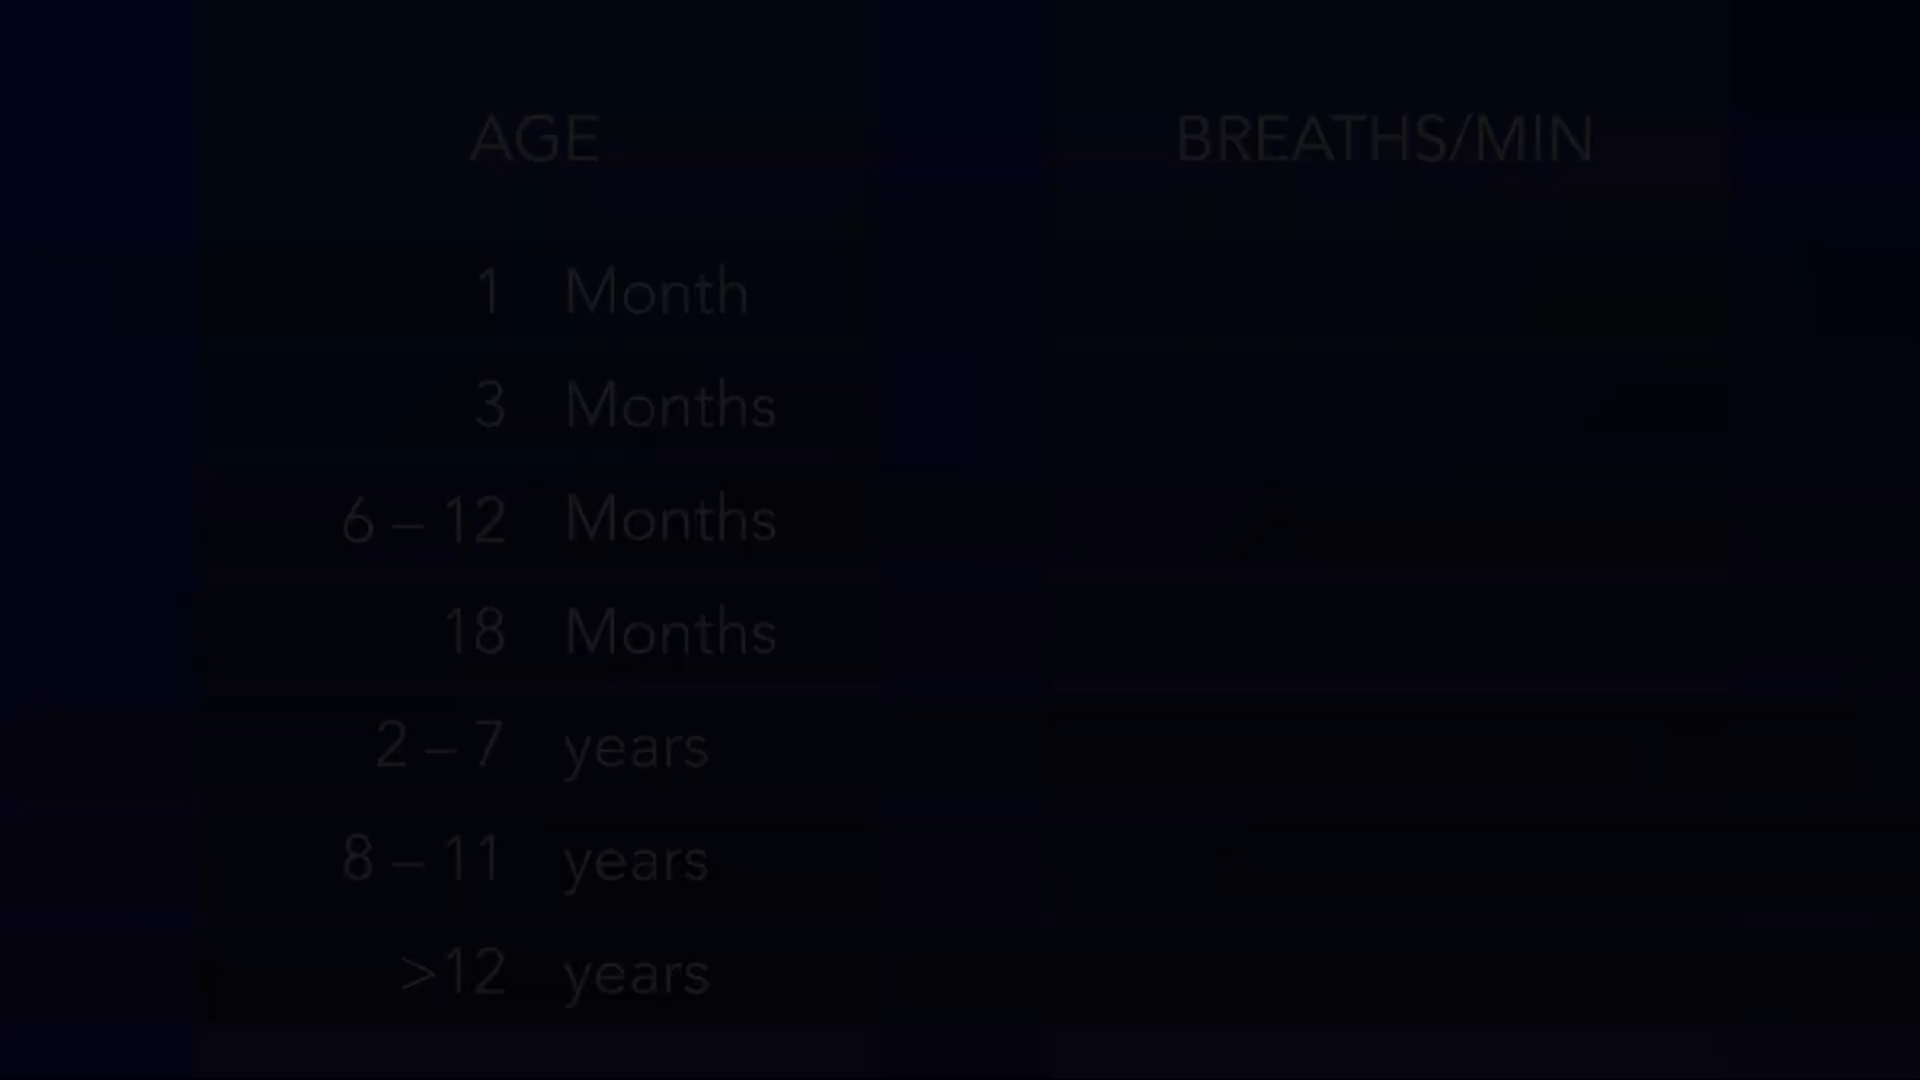 AGE BREATHS/MIN
1 Month
3 Months
6 – 12 Months
18 Months
2 – 7 years
8 – 11 years
>12 years